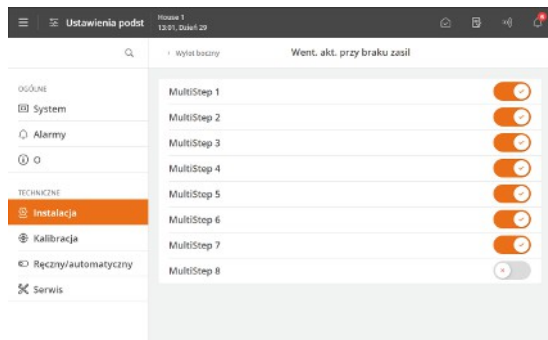 Ustawienia podst
House 1
13:01, Dzień 29
Wylot boczny
Went. akt. przy braku zasil
OGÓLNE
System
Alarmy
O
TECHNICZNE
Instalacja
Kalibracja
Ręczny/automatyczny
Serwis
MultiStep 1
MultiStep 2
MultiStep 3
MultiStep 4
MultiStep 5
MultiStep 6
MultiStep 7
MultiStep 8